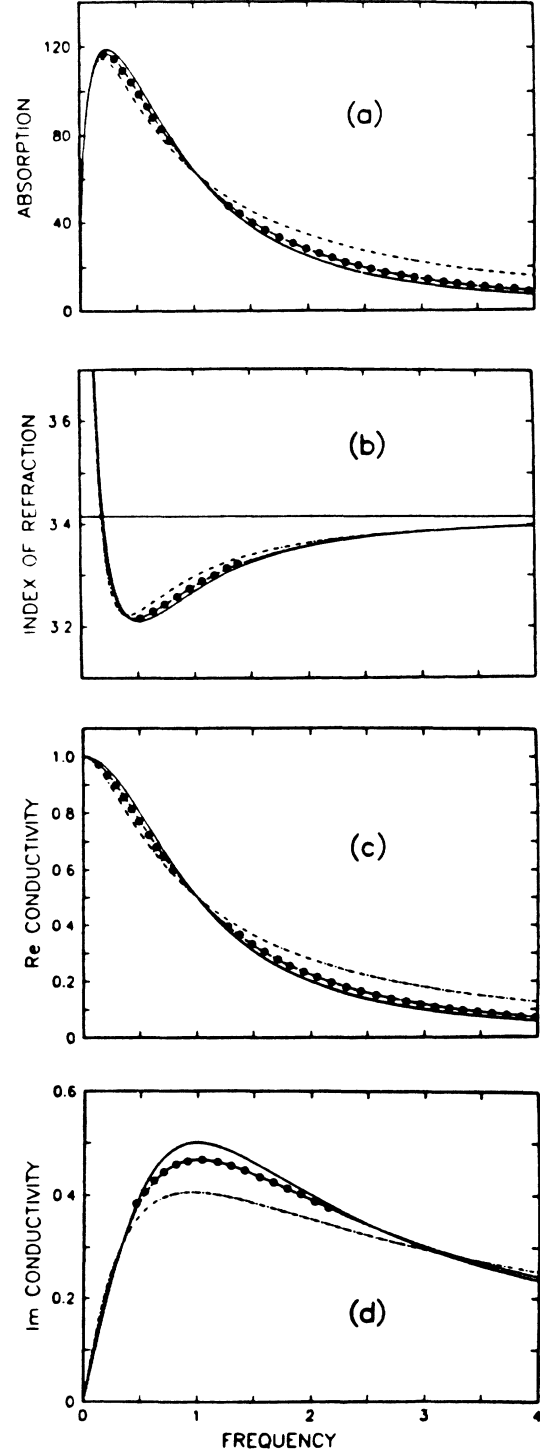 120
80
40
0
ABSORPTION
(a)
3 6
3 4
3 2
INDEX OF REFRACTION
(b)
1.0
0.8
0.6
0 4
0.2
0
Re CONDUCTIVITY
(c)
0.6
0.4
0.2
0
Im CONDUCTIVITY
(d)
0 1 2 3 4
FREQUENCY